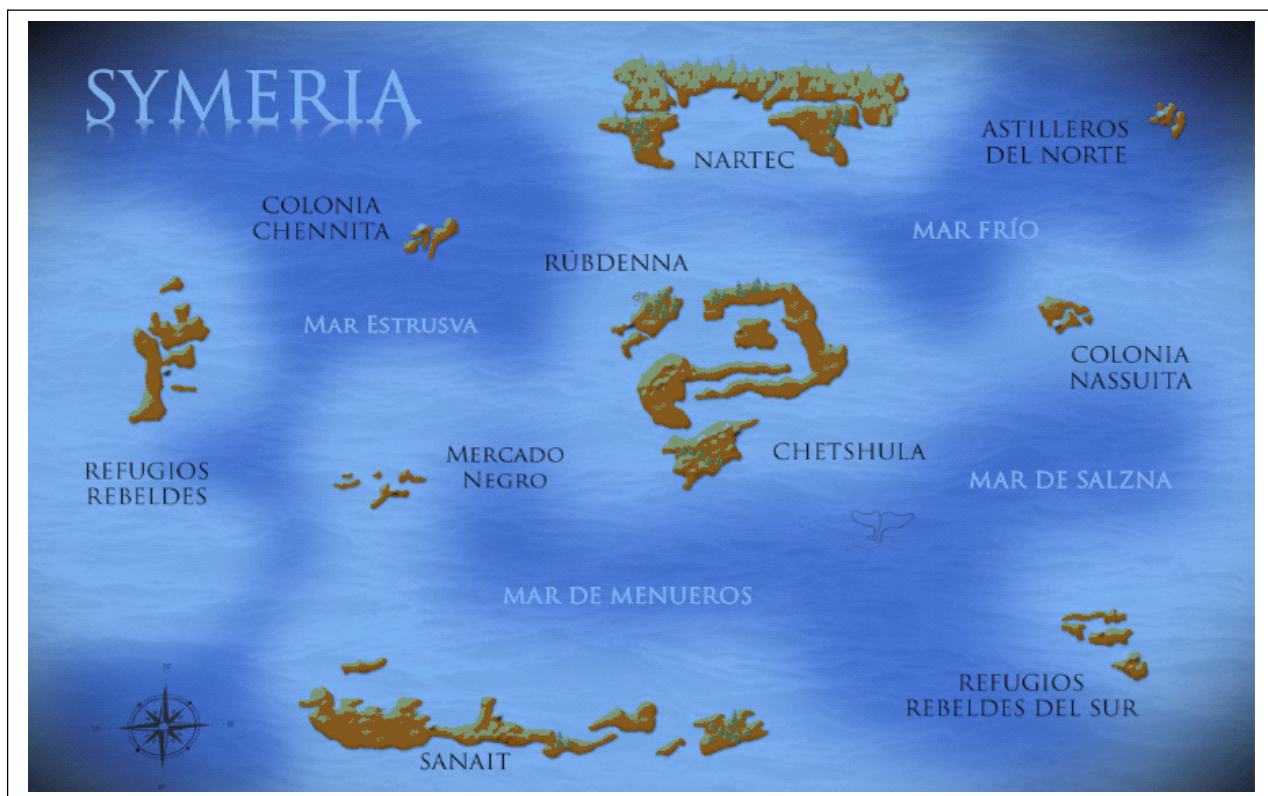 SYMERIA
NARTEC
ASTILLEROS
DEL NORTE
COLONIA
CHENNITA
MAR FRÍO
RÚBDENNA
MAR ESTRUSVA
COLONIA
NASSUITA
MERCADO
NEGRO
CHETSHULA
REFUGIOS
REBELDES
MAR DE SALZNA
MAR DE MENUEROS
REFUGIOS
REBELDES DEL SUR
SANAIT